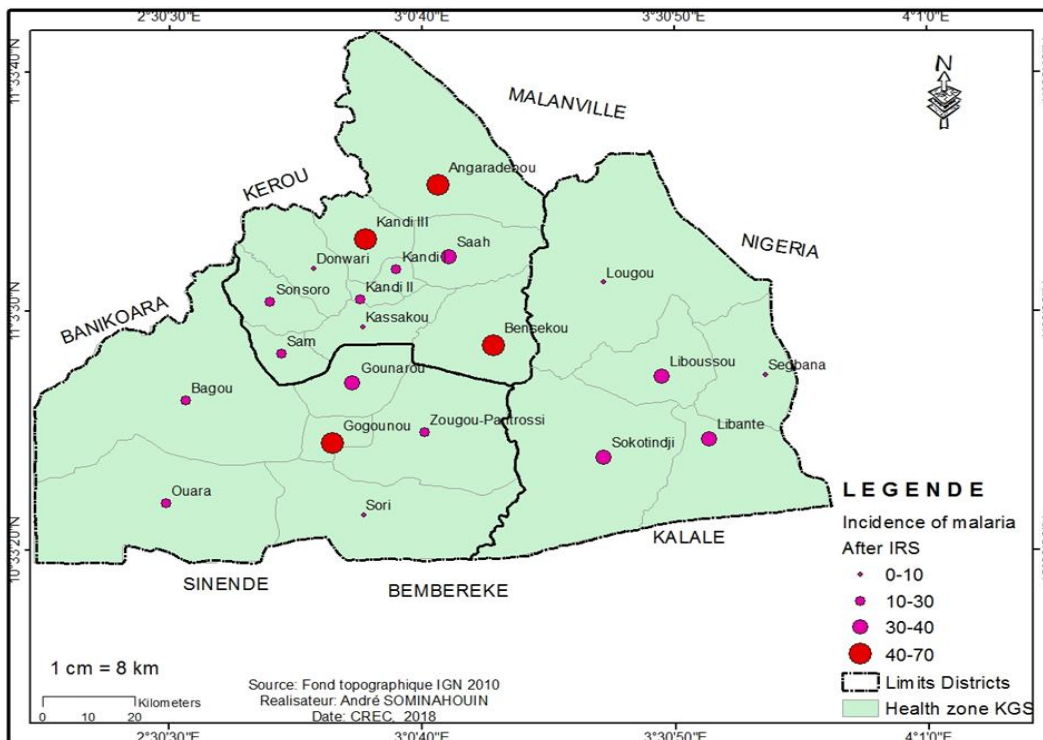 2°30'30"E 3°0'40"E 3°30'50"E 4°1'0"E
11°33'40"N
N
MALANVILLE
Angaradebou
KEROU
Kandi III
Saah
NIGERIA
Donwari
Kandi I
Lougou
Sonsoro
Kandi II
11°3'30"N
BANIKOARA
Kassakou
Bensekou
Sam
Gounarou
Liboussou
Segbana
Bagou
Gogounou
Zougou-Pantrossi
Libante
Sokotindji
Ouara
Sori
LEGENDE
Incidence of malaria
After IRS
0-10
10-30
30-40
40-70
Limits Districts
Health zone KGS
KALALE
10°33'20"N
SINENDE
BEMBEREKE
1 cm = 8 km
Kilometers
0 10 20
Source: Fond topographique IGN 2010
Realisateur: André SOMINAHOUIN
Date: CREC, 2018
2°30'30"E 3°0'40"E 3°30'50"E 4°1'0"E